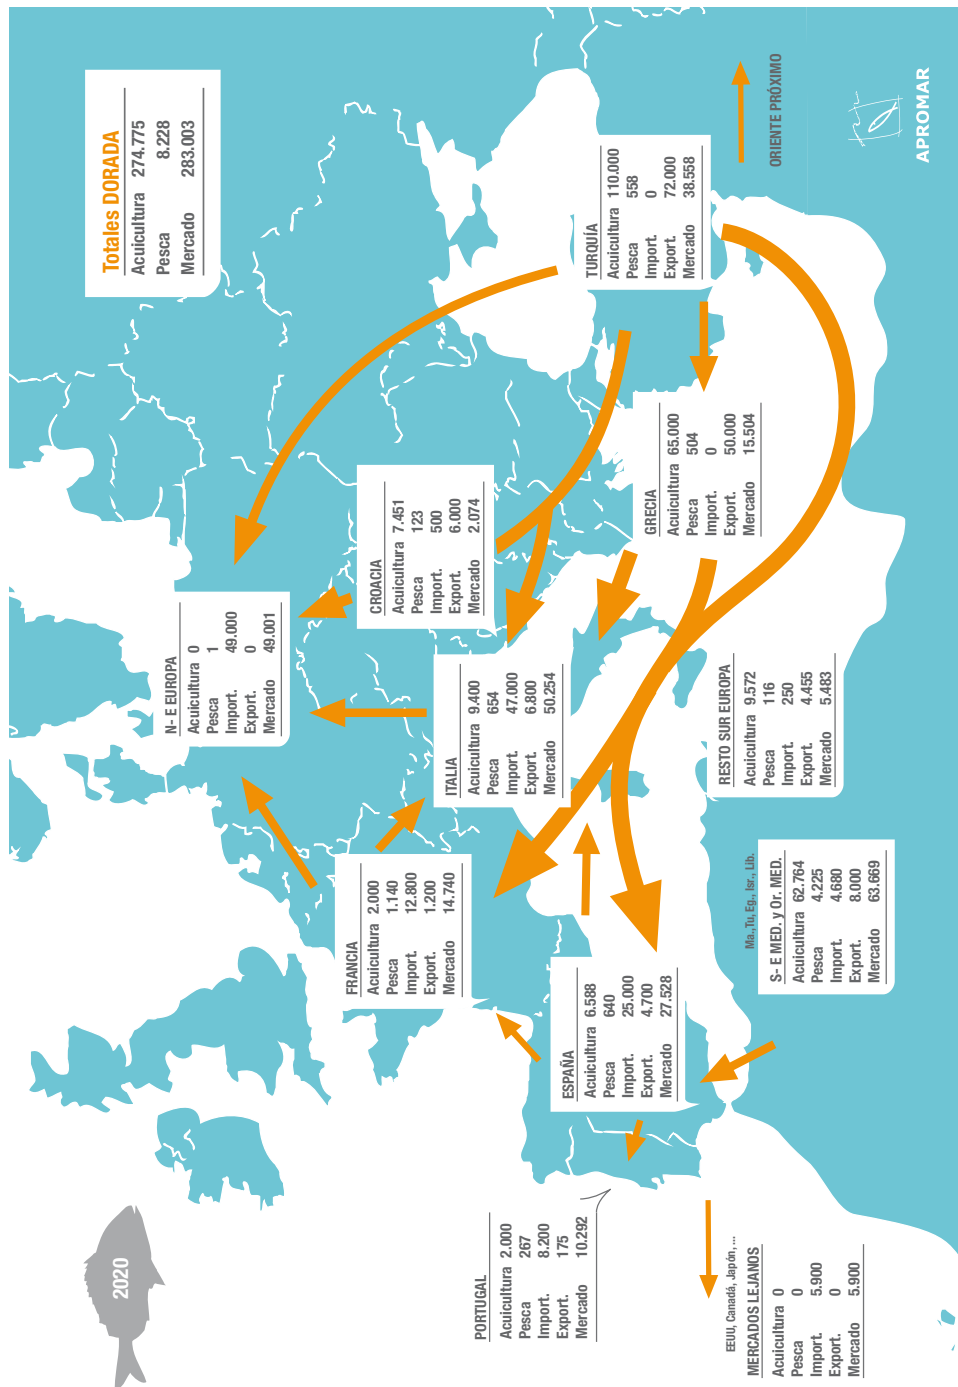 2020
Totales DORADA
Acuicultura 274.775
Pesca 8.228
Mercado 283.003
N- E EUROPA
Acuicultura 0
Pesca 1
Import. 49.000
Export. 0
Mercado 49.001
FRANCIA
Acuicultura 2.000
Pesca 1.140
Import. 12.800
Export. 1.200
Mercado 14.740
CROACIA
Acuicultura 7.451
Pesca 123
Import. 500
Export. 6.000
Mercado 2.074
ITALIA
Acuicultura 9.400
Pesca 654
Import. 47.000
Export. 6.800
Mercado 50.254
PORTUGAL
Acuicultura 2.000
Pesca 267
Import. 8.200
Export. 175
Mercado 10.292
ESPAÑA
Acuicultura 6.588
Pesca 640
Import. 25.000
Export. 4.700
Mercado 27.528
TURQUÍA
Acuicultura 110.000
Pesca 558
Import. 0
Export. 72.000
Mercado 38.558
GRECIA
Acuicultura 65.000
Pesca 504
Import. 0
Export. 50.000
Mercado 15.504
RESTO SUR EUROPA
Acuicultura 9.572
Pesca 116
Import. 250
Export. 4.455
Mercado 5.483
EEUU, Canadá, Japón, ...
MERCADOS LEJANOS
Acuicultura 0
Pesca 0
Import. 5.900
Export. 0
Mercado 5.900
Ma.,Tu, Eg., Isr., Lib.
S- E MED. y Or. MED.
Acuicultura 62.764
Pesca 4.225
Import. 4.680
Export. 8.000
Mercado 63.669
ORIENTE PRÓXIMO
APROMAR